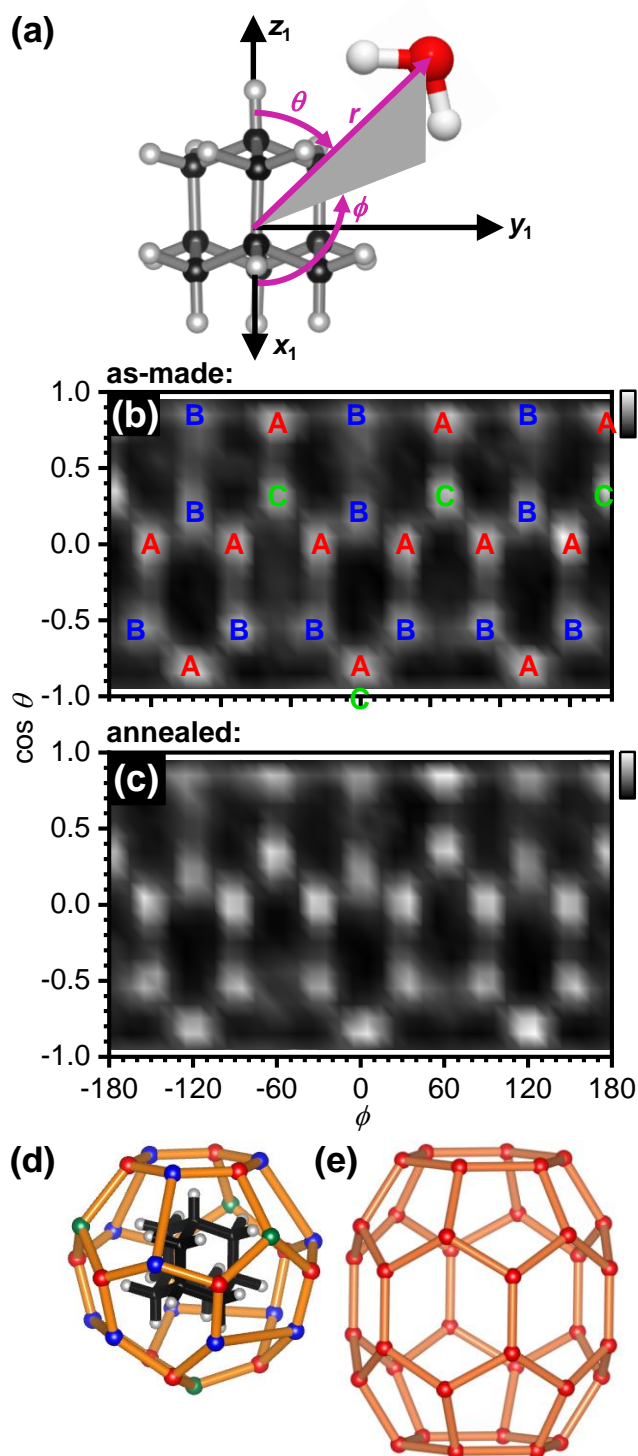 (a)
z1
θ
r
ϕ
y1
x1
as-made:
1.0
(b)
B A B A B A
0.5
C C C
B B B
0.0
A A A A A A
-0.5
B B B B B B
A A A
-1.0
C
cos θ
annealed:
1.0
(c)
0.5
0.0
-0.5
-1.0
-180 -120 -60 0 60 120 180
ϕ
(d) (e)